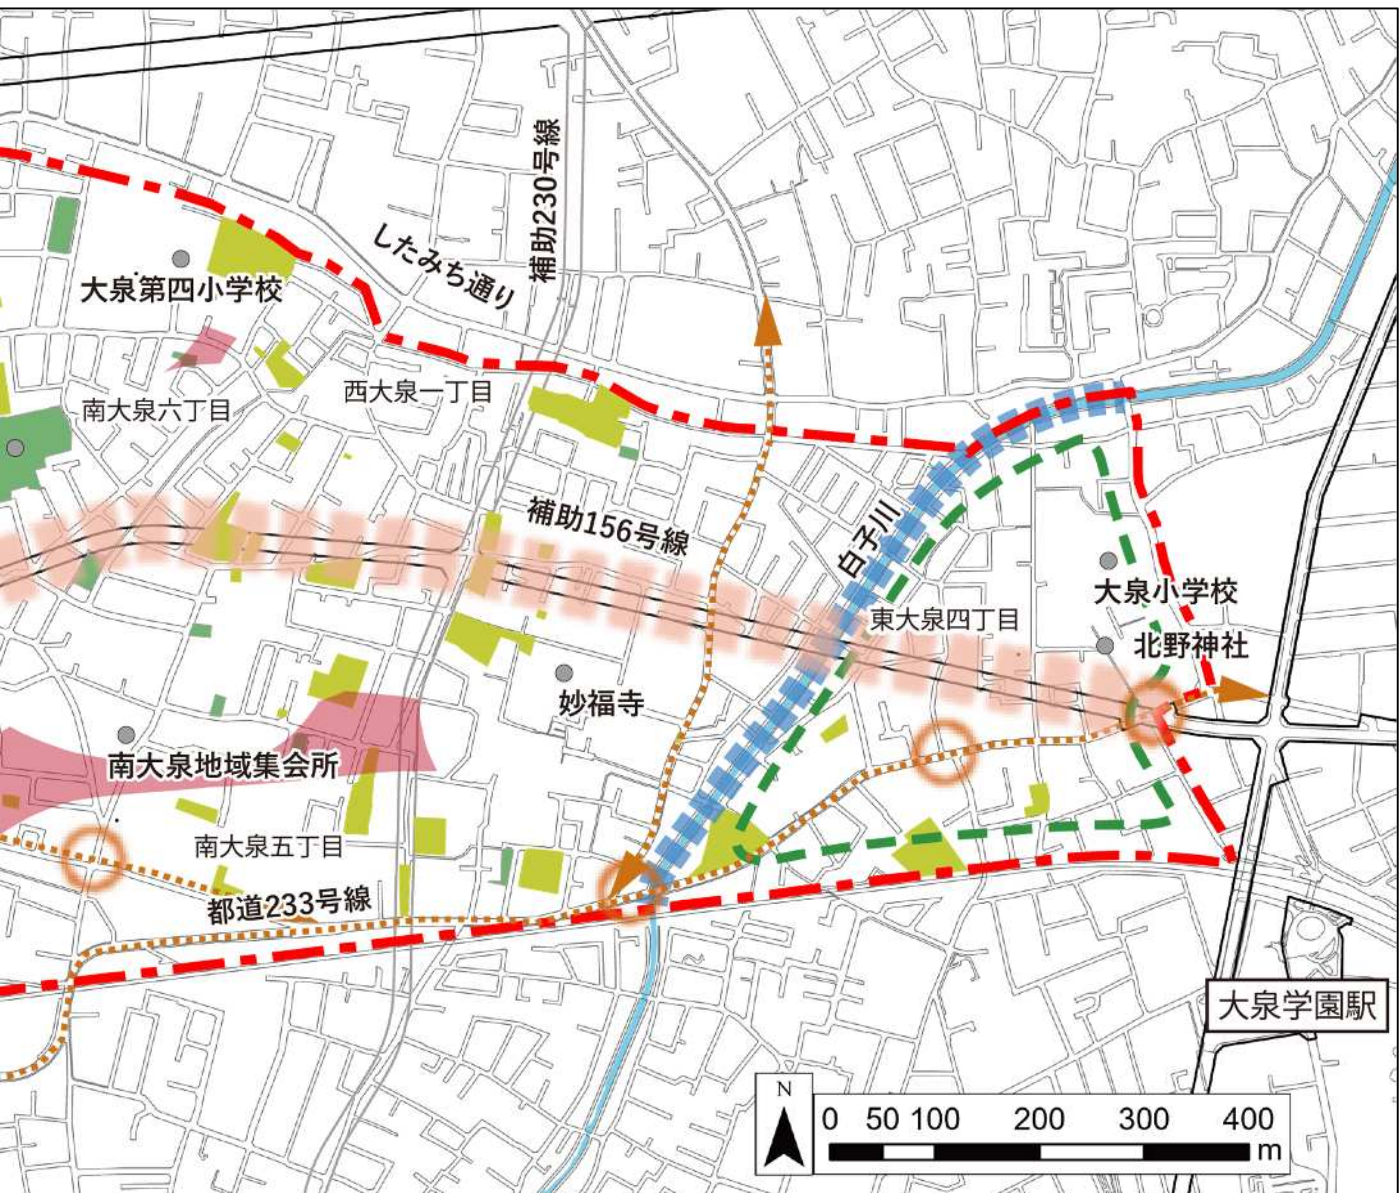 補助230号線
したみち通り
大泉第四小学校
西大泉一丁目
南大泉六丁目
補助156号線
白子川
大泉小学校
東大泉四丁目
北野神社
妙福寺
南大泉地域集会所
南大泉五丁目
都道233号線
大泉学園駅
N
0 50 100 200 300 400
m